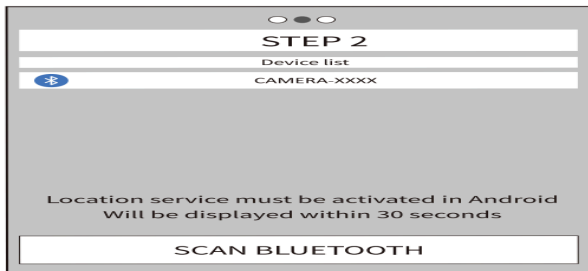 STEP 2
Device list
CAMERA-XXXX
Location service must be activated in Android
Will be displayed within 30 seconds
SCAN BLUETOOTH